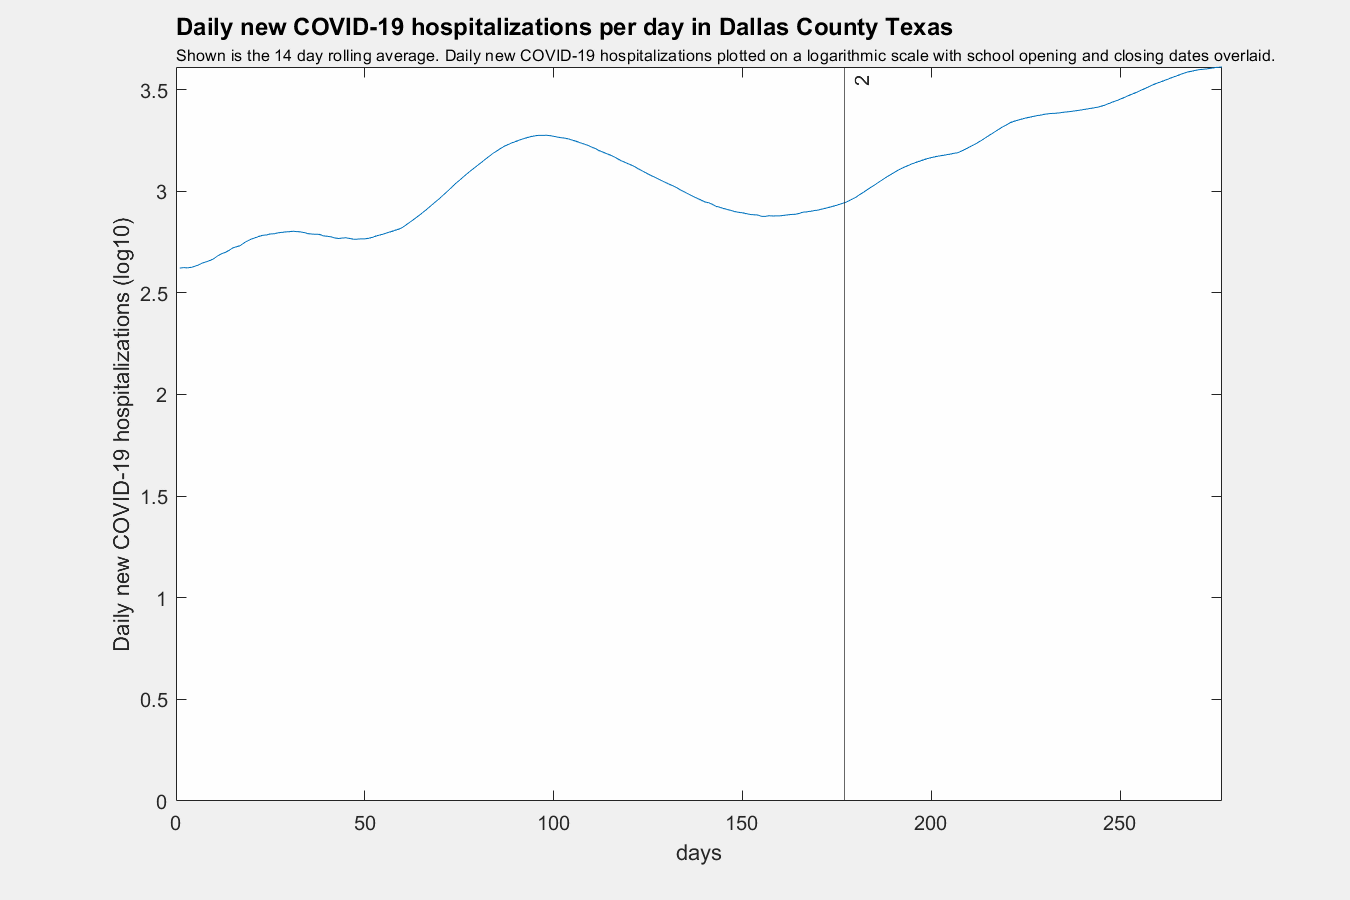 Daily new COVID-19 hospitalizations per day in Dallas County Texas
Shown is the 14 day rolling average. Daily new COVID-19 hospitalizations plotted on a logarithmic scale with school opening and closing dates overlaid.
2
3.5
3
2.5
2
1.5
1
0.5
0
Daily new COVID-19 hospitalizations (log10)
0 50 100 150 200 250
days